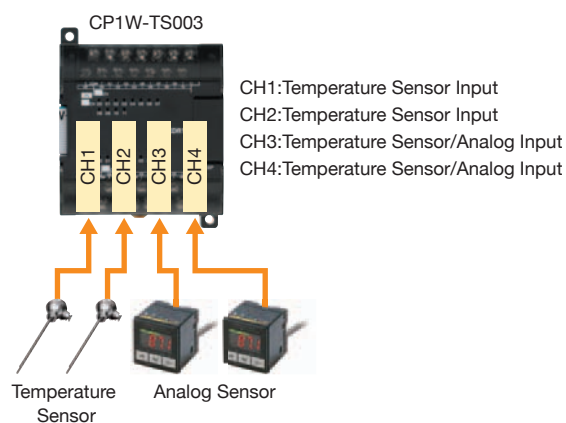 CP1W-TS003
CH1:Temperature Sensor Input
CH2:Temperature Sensor Input
CH3:Temperature Sensor/Analog Input
CH4:Temperature Sensor/Analog Input
CH1
CH2
CH3
CH4
Temperature
Sensor
Analog Sensor